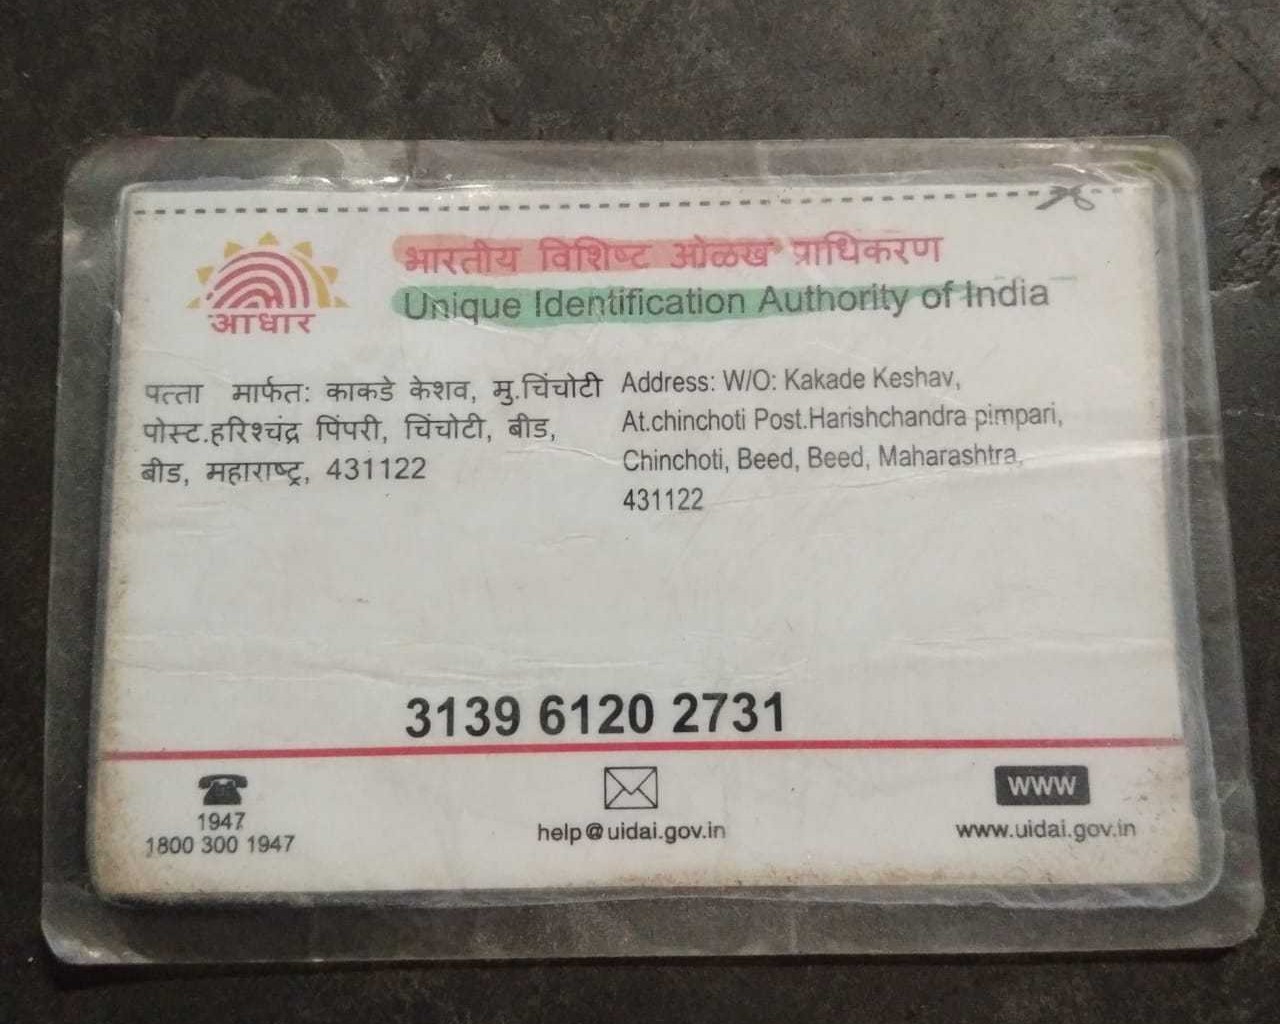 भारतीय विशिष्ट ओळख प्राधिकरण
Unique Identification Authority of India
आधार
पत्ता मार्फत: काकडे केशव, मु.चिंचोटी
पोस्ट.हरिश्चंद्र पिंपरी, चिंचोटी, बीड,
बीड, महाराष्ट्र, 431122
Address: W/O: Kakade Keshav,
At.chinchoti Post.Harishchandra pimpari,
Chinchoti, Beed, Beed, Maharashtra,
431122
3139 6120 2731
1947
1800 300 1947
help@uidai.gov.in
www
www.uidai.gov.in